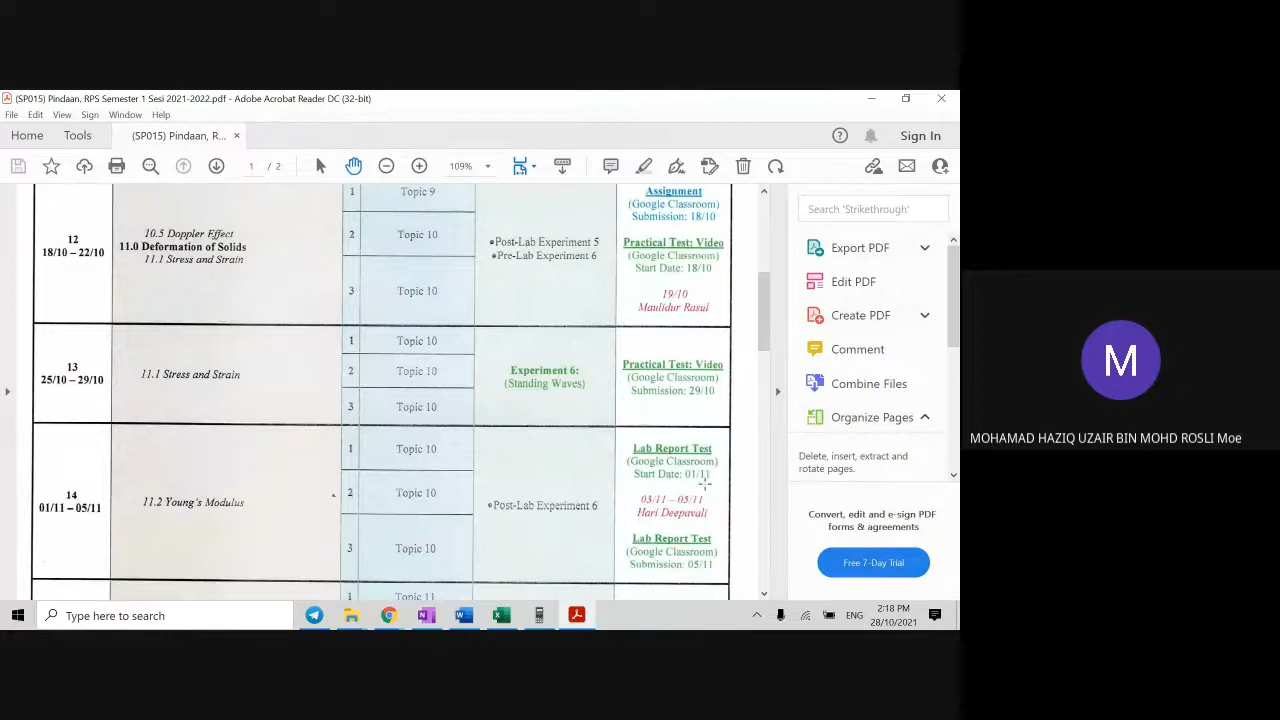 (SP015) Pindaan, RPS Semester 1 Sesi 2021-2022.pdf - Adobe Acrobat Reader DC (32-bit)
File Edit View Sign Window Help
Home Tools (SP015) Pindaan, R... × Sign In
1 / 2 109%
1 Topic 9
Assignment
(Google Classroom)
Submission: 18/10
12
18/10 – 22/10
10.5 Doppler Effect
11.0 Deformation of Solids
11.1 Stress and Strain
2 Topic 10
•Post-Lab Experiment 5
•Pre-Lab Experiment 6
Practical Test: Video
(Google Classroom)
Start Date: 18/10
3 Topic 10
19/10
Maulidur Rasul
13
25/10 – 29/10
11.1 Stress and Strain
1 Topic 10
2 Topic 10
3 Topic 10
Experiment 6:
(Standing Waves)
Practical Test: Video
(Google Classroom)
Submission: 29/10
14
01/11 – 05/11
11.2 Young's Modulus
1 Topic 10
2 Topic 10
3 Topic 10
•Post-Lab Experiment 6
Lab Report Test
(Google Classroom)
Start Date: 01/11
03/11 – 05/11
Hari Deepavali
Lab Report Test
(Google Classroom)
Submission: 05/11
1 Topic 11
Search 'Strikethrough'
Export PDF
Edit PDF
Create PDF
Comment
Combine Files
Organize Pages
Delete, insert, extract and
rotate pages.
Convert, edit and e-sign PDF
forms & agreements
Free 7-Day Trial
Type here to search
ENG
2:18 PM
28/10/2021
M
MOHAMAD HAZIQ UZAIR BIN MOHD ROSLI Moe